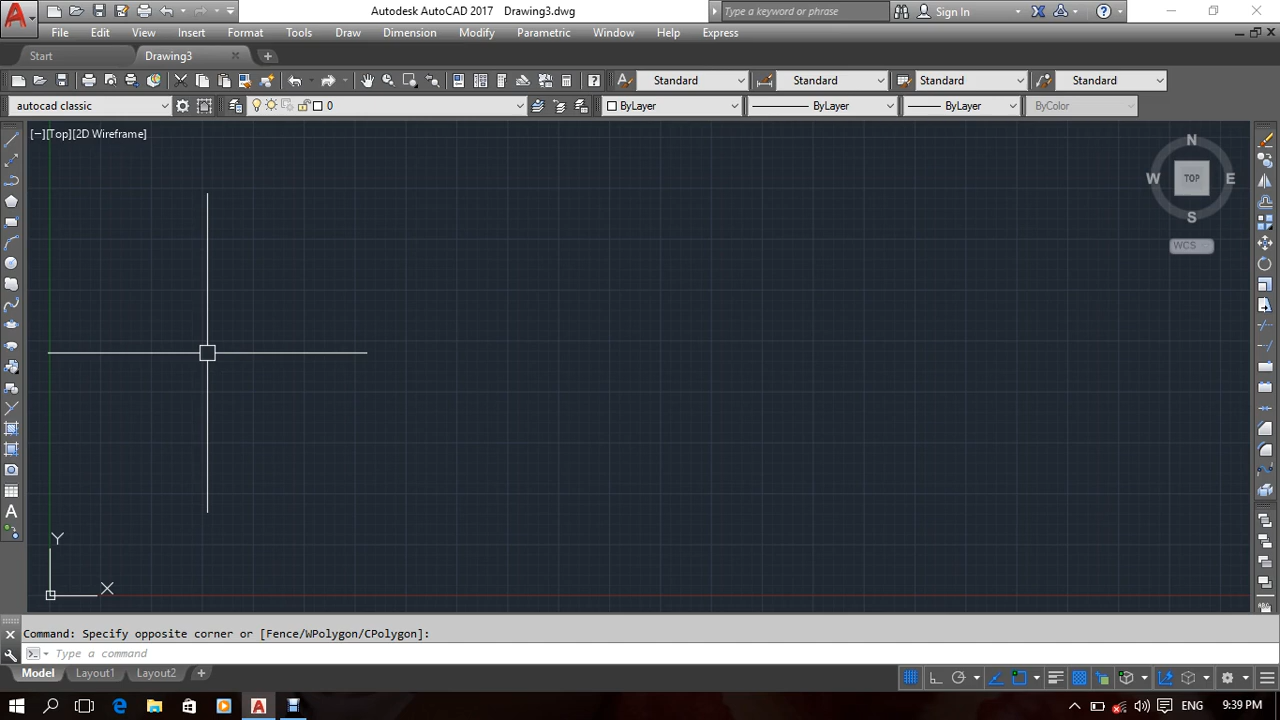 Autodesk AutoCAD 2017 Drawing3.dwg
Type a keyword or phrase
Sign In
File Edit View Insert Format Tools Draw Dimension Modify Parametric Window Help Express
Start Drawing3
Standard Standard Standard Standard
autocad classic 0 ByLayer ByLayer ByLayer ByColor
[−][Top][2D Wireframe]
N
W TOP E
S
WCS
Y
X
Command: Specify opposite corner or [Fence/WPolygon/CPolygon]:
Type a command
Model Layout1 Layout2
ENG 9:39 PM